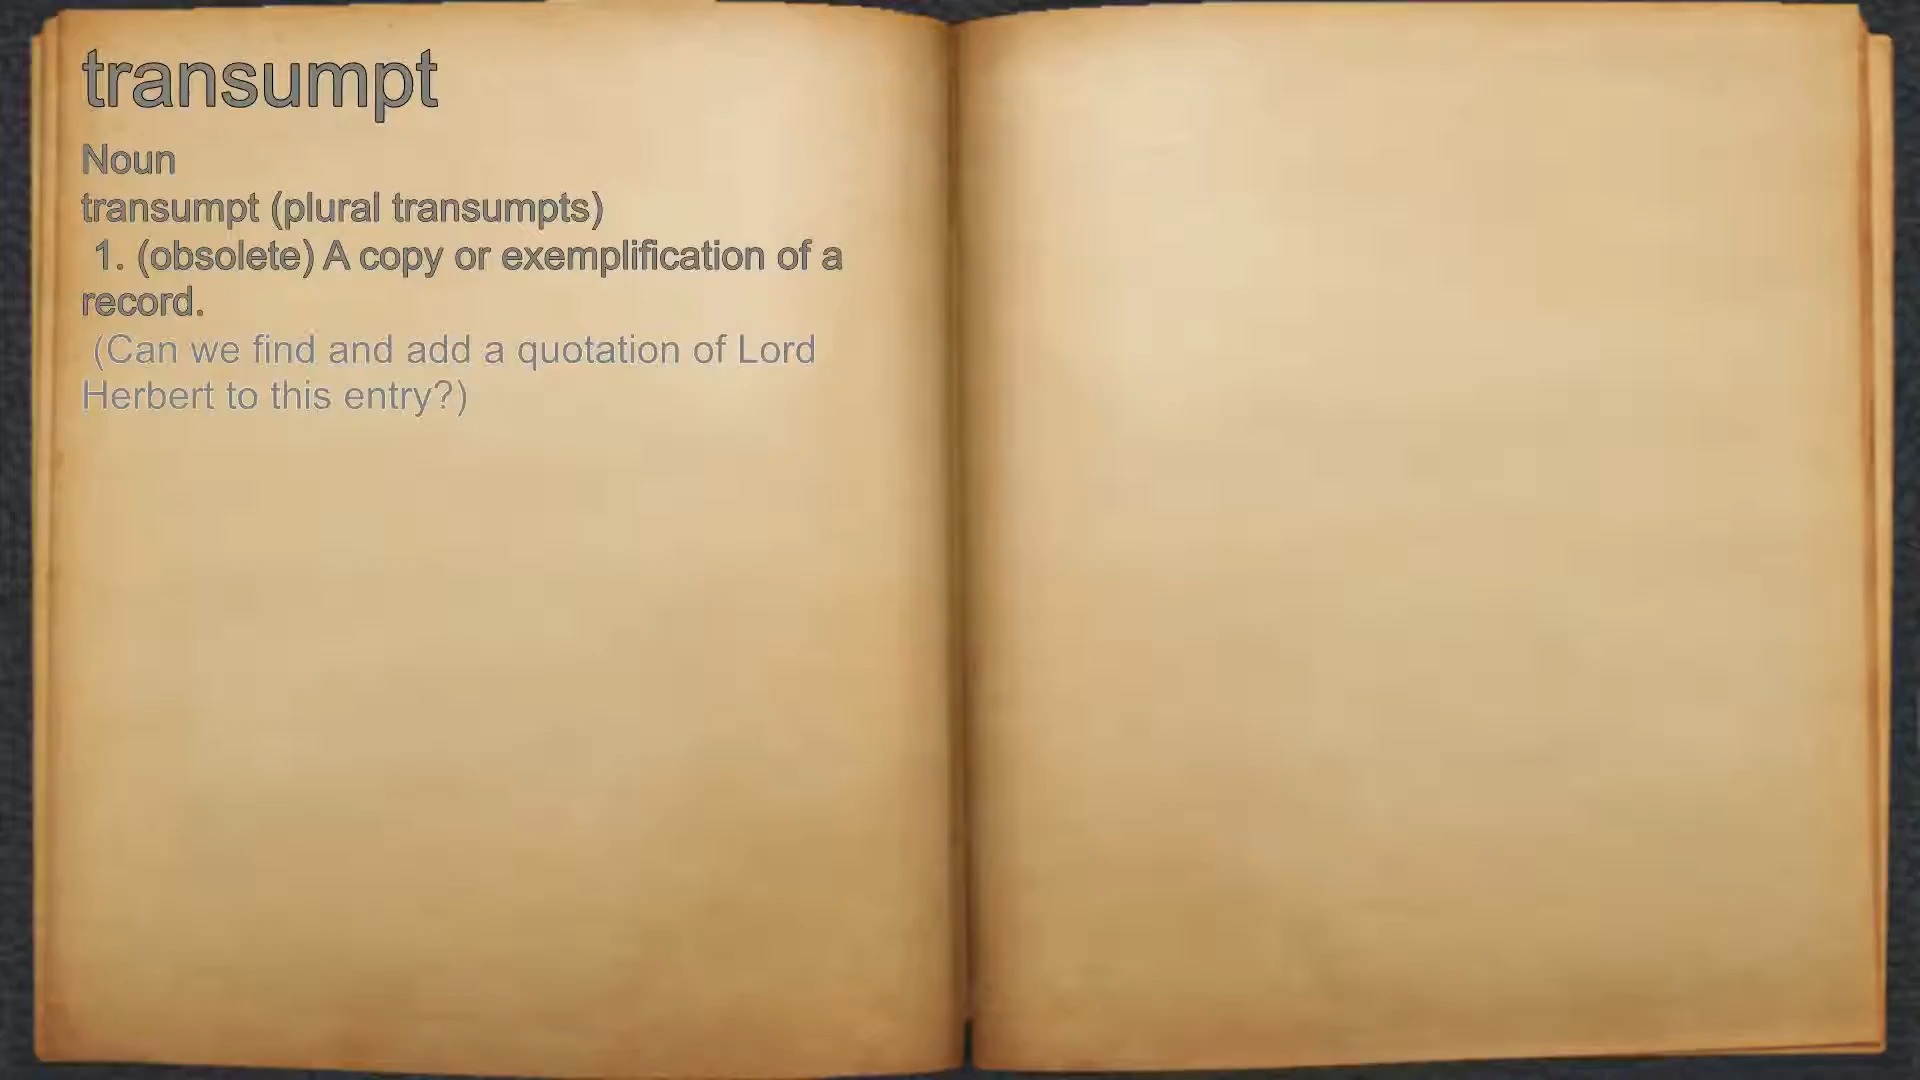 transumpt
Noun
transumpt (plural transumpts)
1. (obsolete) A copy or exemplification of a
record.
(Can we find and add a quotation of Lord
Herbert to this entry?)